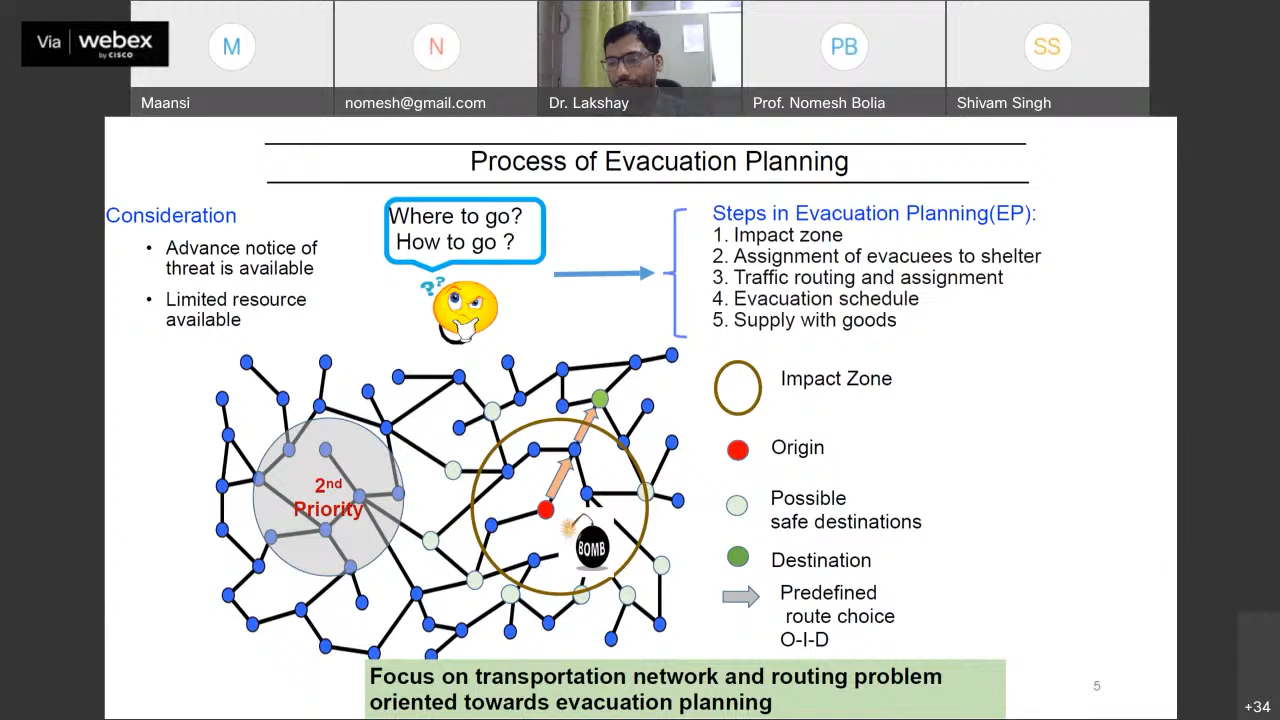 Via webex
by CISCO
M
N
PB
SS
Maansi
nomesh@gmail.com
Dr. Lakshay
Prof. Nomesh Bolia
Shivam Singh
Process of Evacuation Planning
Consideration
• Advance notice of
threat is available
• Limited resource
available
Where to go?
How to go ?
??
Steps in Evacuation Planning(EP):
1. Impact zone
2. Assignment of evacuees to shelter
3. Traffic routing and assignment
4. Evacuation schedule
5. Supply with goods
2nd
Priority
BOMB
Impact Zone
Origin
Possible
safe destinations
Destination
Predefined
route choice
O-I-D
Focus on transportation network and routing problem
oriented towards evacuation planning
5
+34